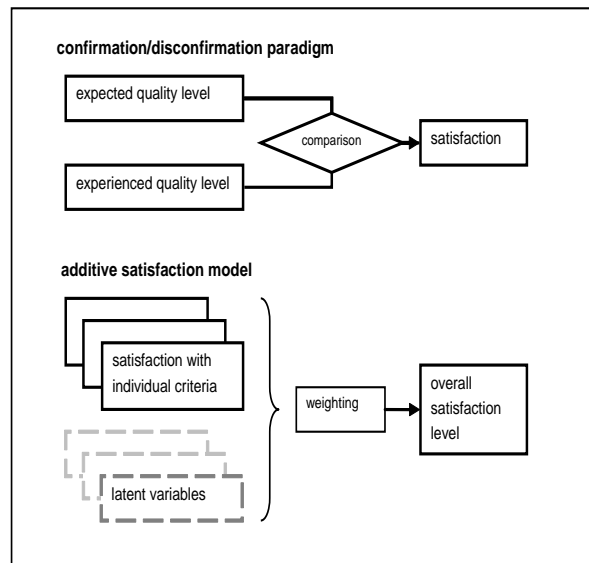 confirmation/disconfirmation paradigm
expected quality level
comparison
satisfaction
experienced quality level
additive satisfaction model
satisfaction with
individual criteria
weighting
overall
satisfaction
level
latent variables